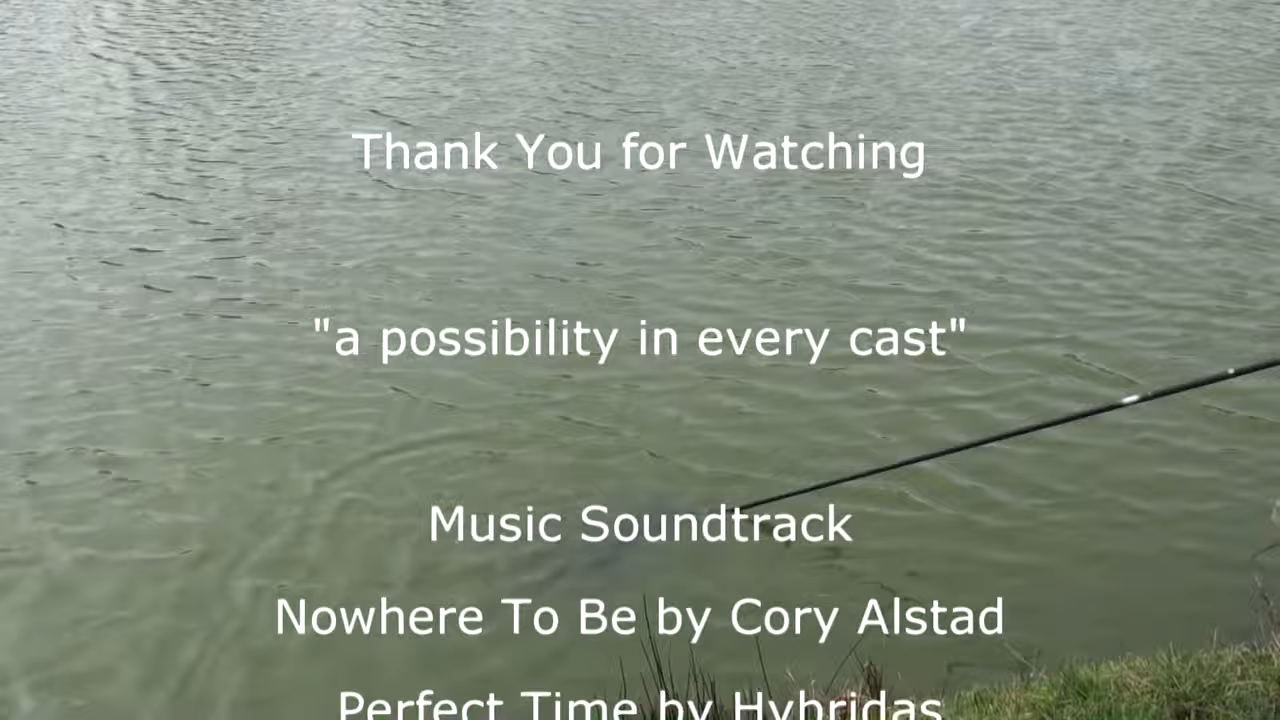 Thank You for Watching
"a possibility in every cast"
Music Soundtrack
Nowhere To Be by Cory Alstad
Perfect Time by Hybridas